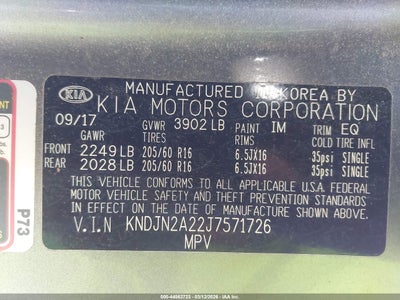 MANUFACTURED IN KOREA BY
KIA
KIA MOTORS CORPORATION
09/17 GVWR 3902 LB PAINT IM TRIM EQ
GAWR TIRES COLD TIRE INFL
FRONT 2249 LB 205/60 R16 6.5JX16 35psi SINGLE
REAR 2028 LB 205/60 R16 6.5JX16 35psi SINGLE
THIS VEHICLE CONFORMS TO ALL APPLICABLE U.S.A FEDERAL
MOTOR VEHICLE SAFETY AND THEFT PREVENTION STANDARDS
IN EFFECT ON THE DATE OF MANUFACTURE SHOWN ABOVE.
V.I.N KNDJN2A22J7571726
MPV
P73